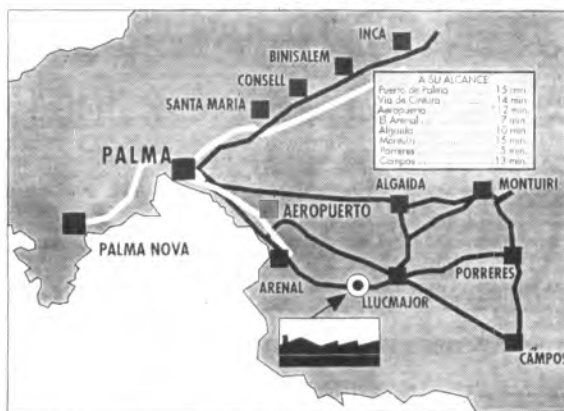 INCA
BINISALEM
CONSELL
SANTA MARÍA
A SU ALCANCE
Puerto de Palma 15 min.
Vía de Cintura 14 min.
Aeropuerto 12 min.
El Arenal 7 min.
Algaida 10 min.
Montuiri 15 min.
Porreres 5 min.
Campos 13 min.
PALMA
ALGAIDA
MONTUIRI
AEROPUERTO
PALMA NOVA
ARENAL
LLUCMAJOR
PORRERES
CAMPOS